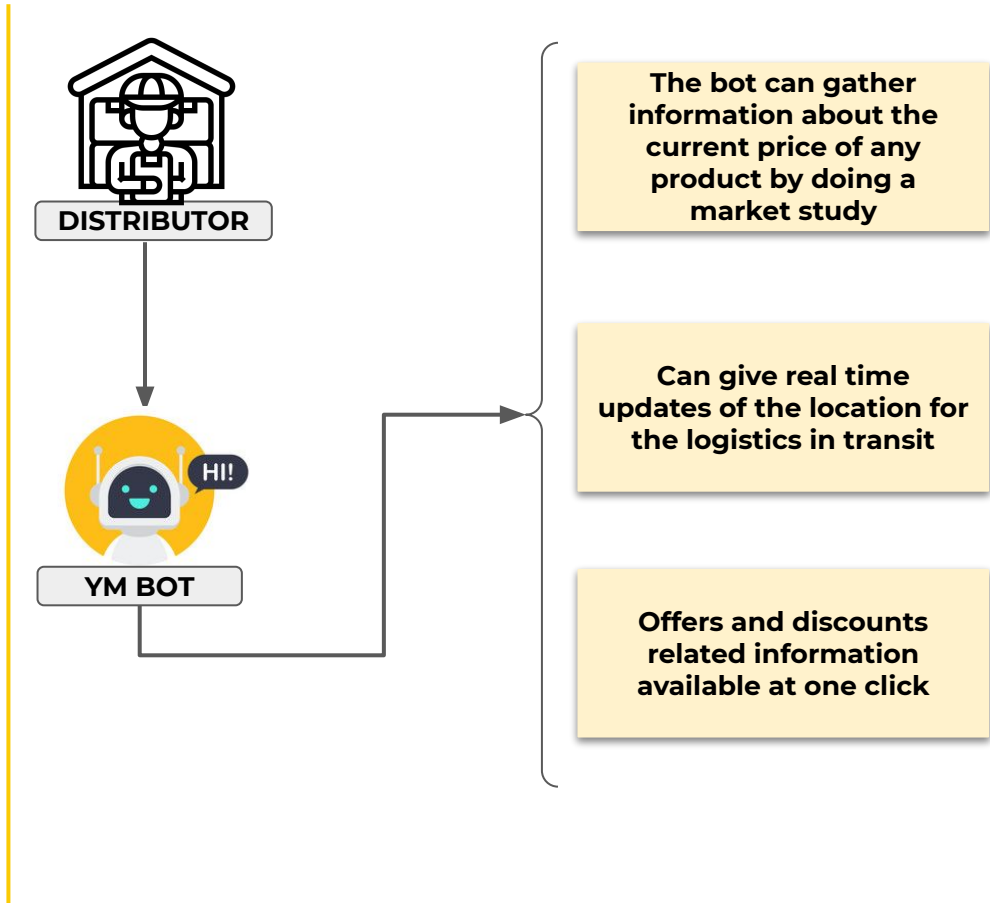 DISTRIBUTOR
HI!
YM BOT
The bot can gather
information about the
current price of any
product by doing a
market study
Can give real time
updates of the location for
the logistics in transit
Offers and discounts
related information
available at one click